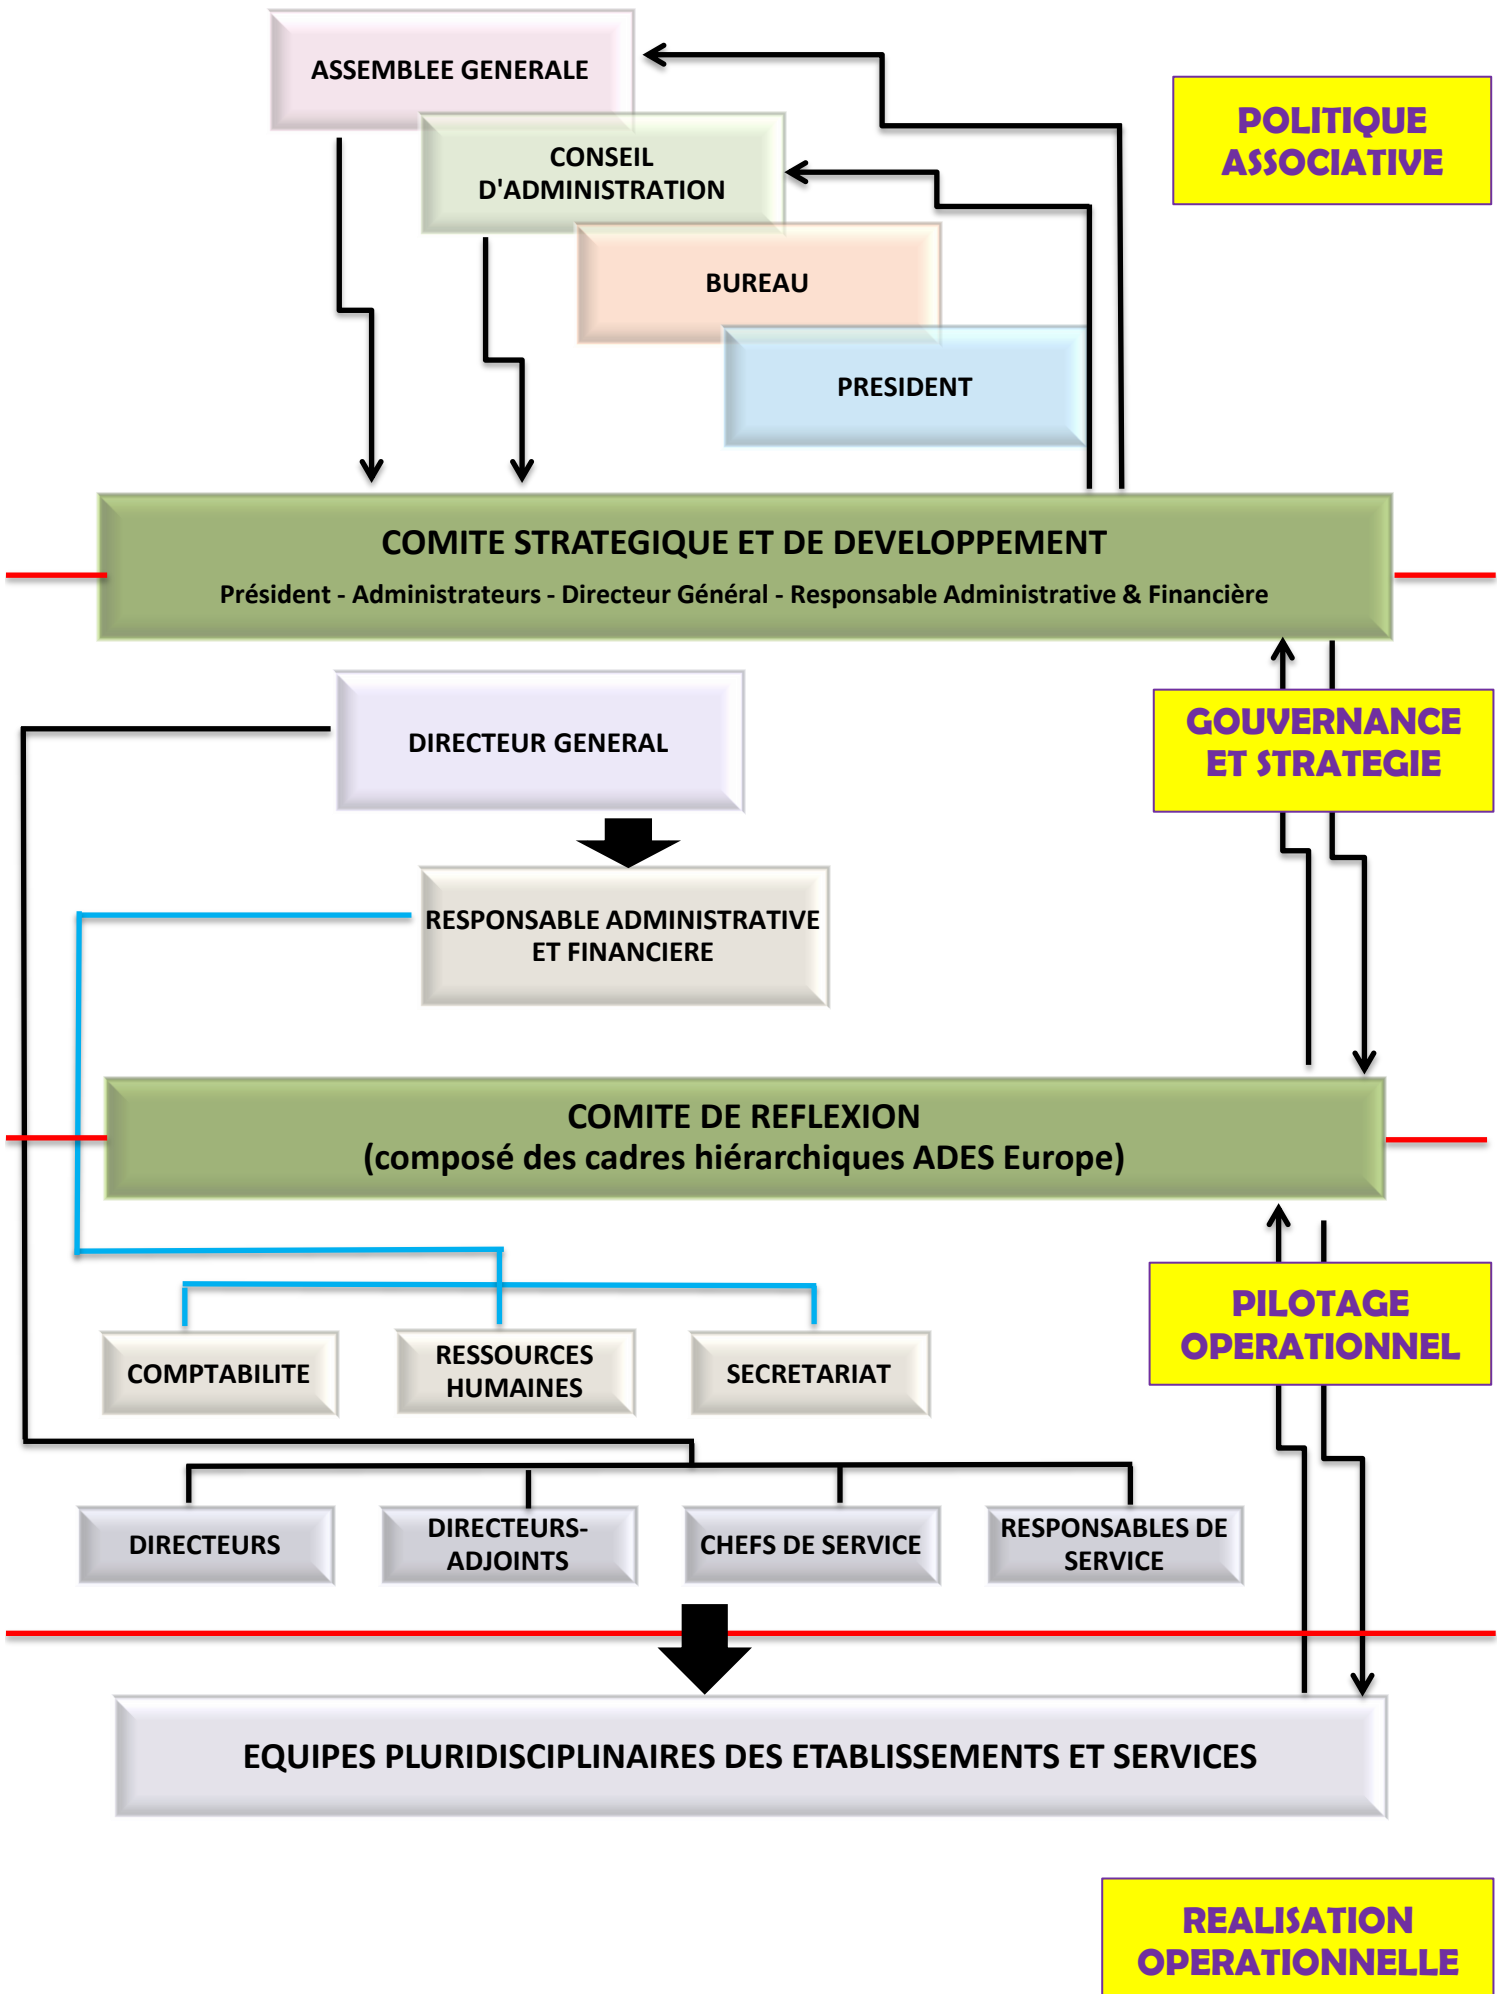 ASSEMBLEE GENERALE
POLITIQUE
ASSOCIATIVE
CONSEIL
D'ADMINISTRATION
BUREAU
PRESIDENT
COMITE STRATEGIQUE ET DE DEVELOPPEMENT
Président - Administrateurs - Directeur Général - Responsable Administrative & Financière
DIRECTEUR GENERAL
GOUVERNANCE
ET STRATEGIE
RESPONSABLE ADMINISTRATIVE
ET FINANCIERE
COMITE DE REFLEXION
(composé des cadres hiérarchiques ADES Europe)
PILOTAGE
OPERATIONNEL
COMPTABILITE
RESSOURCES
HUMAINES
SECRETARIAT
DIRECTEURS
DIRECTEURS-
ADJOINTS
CHEFS DE SERVICE
RESPONSABLES DE
SERVICE
EQUIPES PLURIDISCIPLINAIRES DES ETABLISSEMENTS ET SERVICES
REALISATION
OPERATIONNELLE